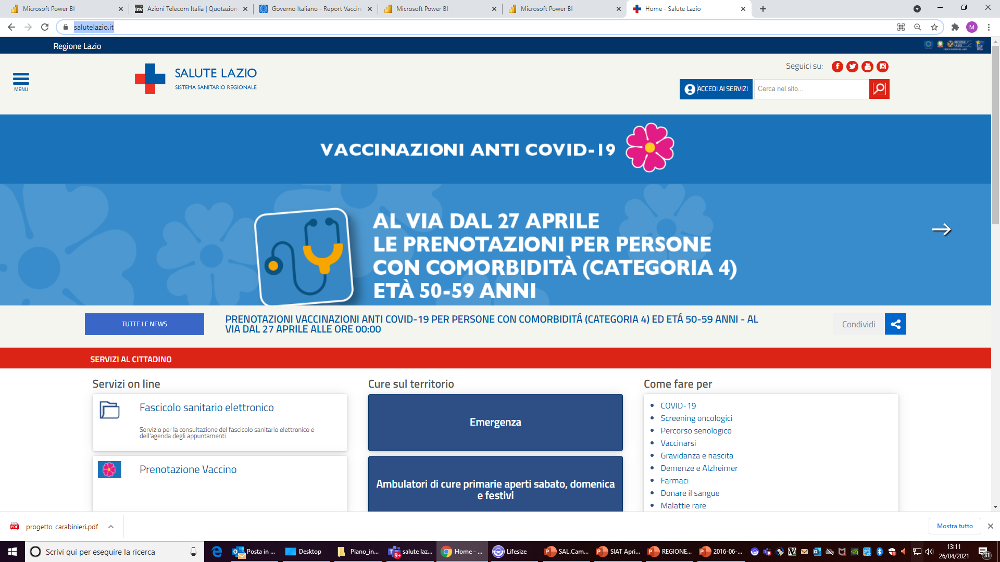 Microsoft Power BI
Azioni Telecom Italia | Quotazion
Governo Italiano - Report Vaccini
Microsoft Power BI
Microsoft Power BI
Home - Salute Lazio
salutelazio.it
M
Regione Lazio
MENU
SALUTE LAZIO
SISTEMA SANITARIO REGIONALE
Seguici su:
ACCEDI AI SERVIZI
Cerca nel sito...
VACCINAZIONI ANTI COVID-19
AL VIA DAL 27 APRILE
LE PRENOTAZIONI PER PERSONE
CON COMORBIDITÀ (CATEGORIA 4)
ETÀ 50-59 ANNI
TUTTE LE NEWS
PRENOTAZIONI VACCINAZIONI ANTI COVID-19 PER PERSONE CON COMORBIDITÁ (CATEGORIA 4) ED ETÁ 50-59 ANNI - AL
VIA DAL 27 APRILE ALLE ORE 00:00
Condividi
SERVIZI AL CITTADINO
Servizi on line
Fascicolo sanitario elettronico
Servizio per la consultazione del fascicolo sanitario elettronico e
dell'agenda degli appuntamenti
Prenotazione Vaccino
Cure sul territorio
Emergenza
Ambulatori di cure primarie aperti sabato, domenica
e festivi
Come fare per
COVID-19
Screening oncologici
Percorso senologico
Vaccinarsi
Gravidanza e nascita
Demenze e Alzheimer
Farmaci
Donare il sangue
Malattie rare
progetto_carabinieri.pdf
Mostra tutto
Scrivi qui per eseguire la ricerca
Posta in ...
Desktop
Piano_in...
salute laz...
9+
Home - ...
Lifesize
SAL.Cam...
SIAT Apri...
REGIONE...
2016-06-...
13:11
26/04/2021
31